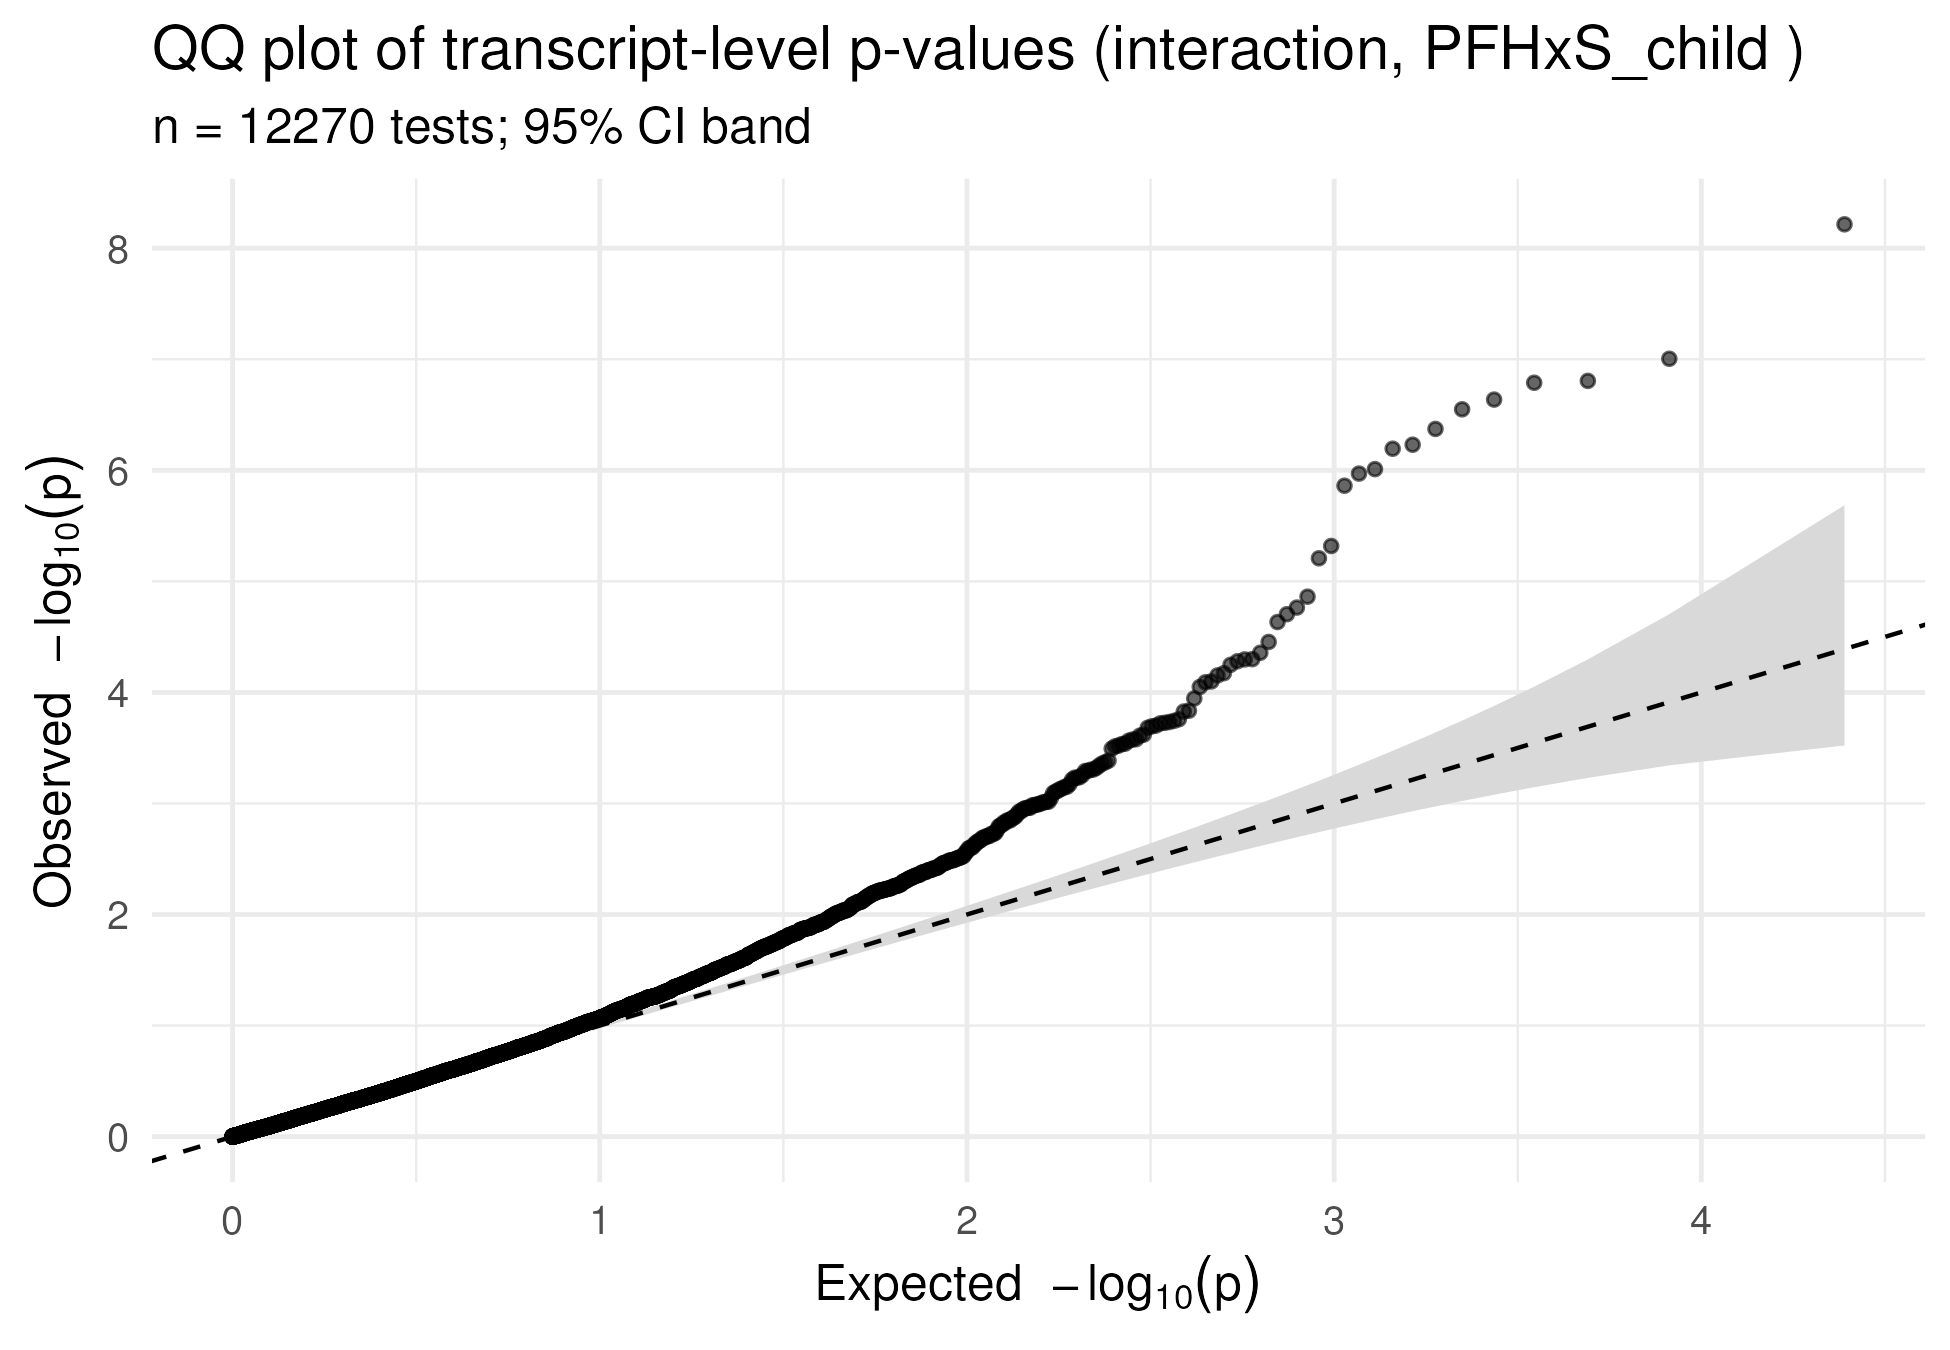 QQ plot of transcript-level p-values (interaction, PFHxS_child )
n = 12270 tests; 95% CI band
Observed −log10(p)
8
6
4
2
0
0 1 2 3 4
Expected −log10(p)